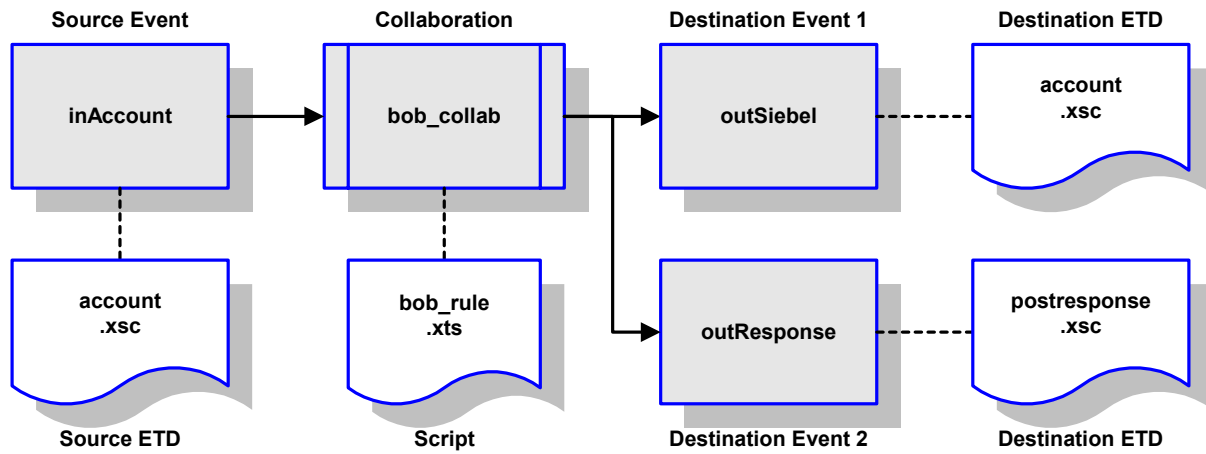 Source Event
Collaboration
Destination Event 1
Destination ETD
inAccount
bob_collab
outSiebel
account
.xsc
account
.xsc
bob_rule
.xts
outResponse
postresponse
.xsc
Source ETD
Script
Destination Event 2
Destination ETD